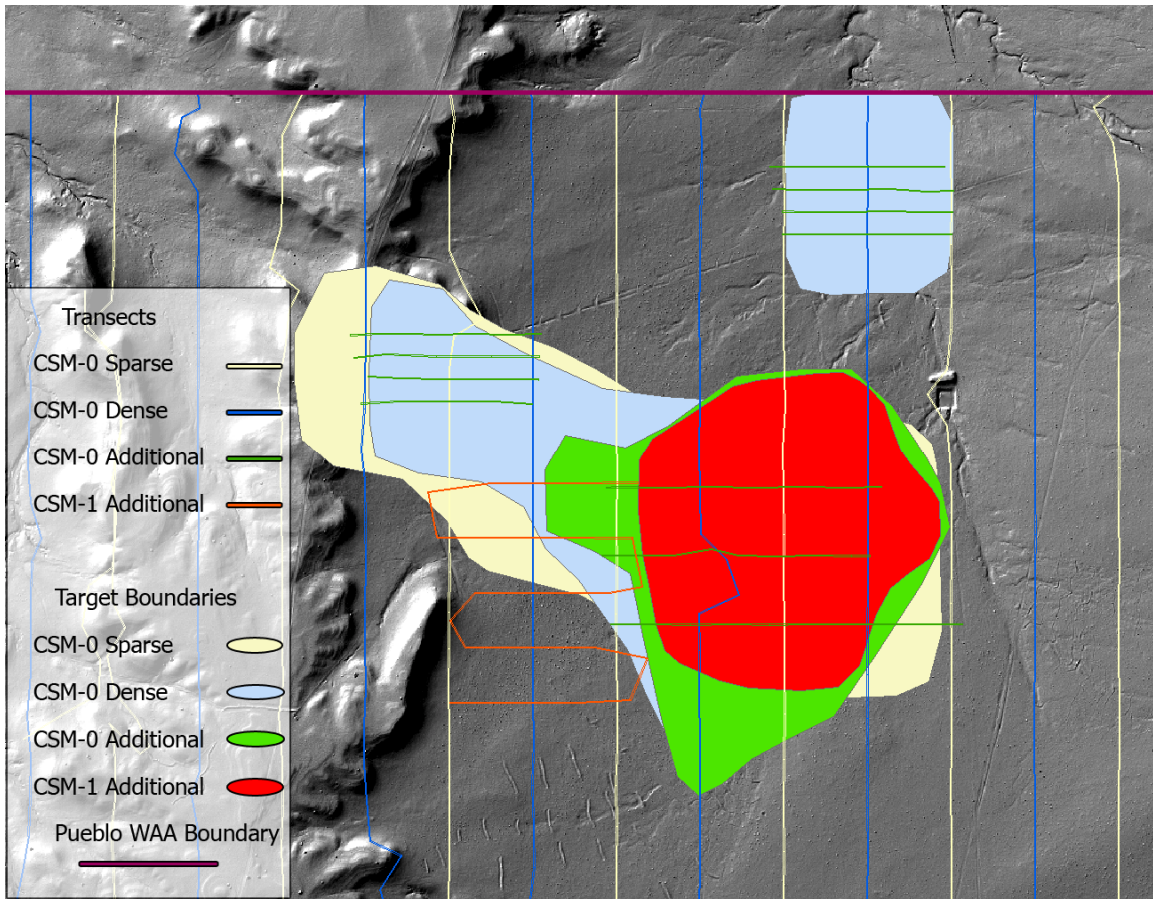 Transects
CSM-0 Sparse
CSM-0 Dense
CSM-0 Additional
CSM-1 Additional
Target Boundaries
CSM-0 Sparse
CSM-0 Dense
CSM-0 Additional
CSM-1 Additional
Pueblo WAA Boundary